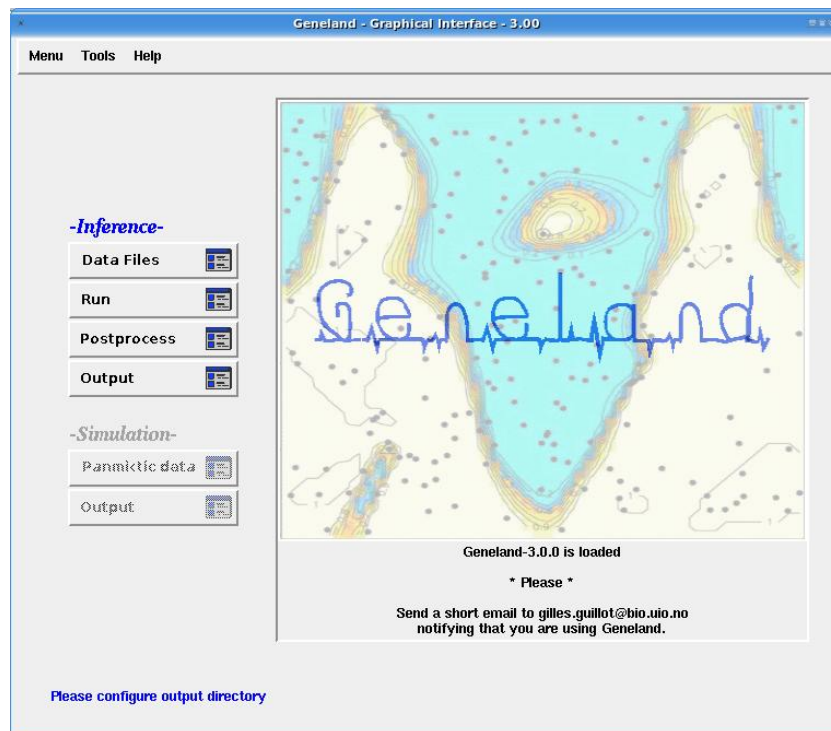 Geneland - Graphical Interface - 3.00
Menu Tools Help
-Inference-
Data Files
Run
Postprocess
Output
-Simulation-
Panmictic data
Output
Geneland
Geneland-3.0.0 is loaded
* Please *
Send a short email to gilles.guillot@bio.uio.no
notifying that you are using Geneland.
Please configure output directory